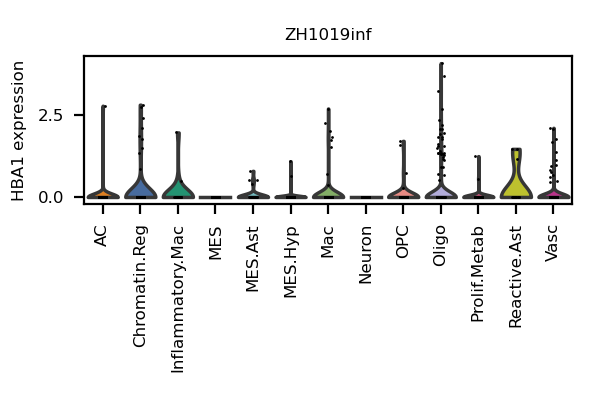 ZH1019inf
HBA1 expression
2.5
0.0
AC
Chromatin.Reg
Inflammatory.Mac
MES
MES.Ast
MES.Hyp
Mac
Neuron
OPC
Oligo
Prolif.Metab
Reactive.Ast
Vasc